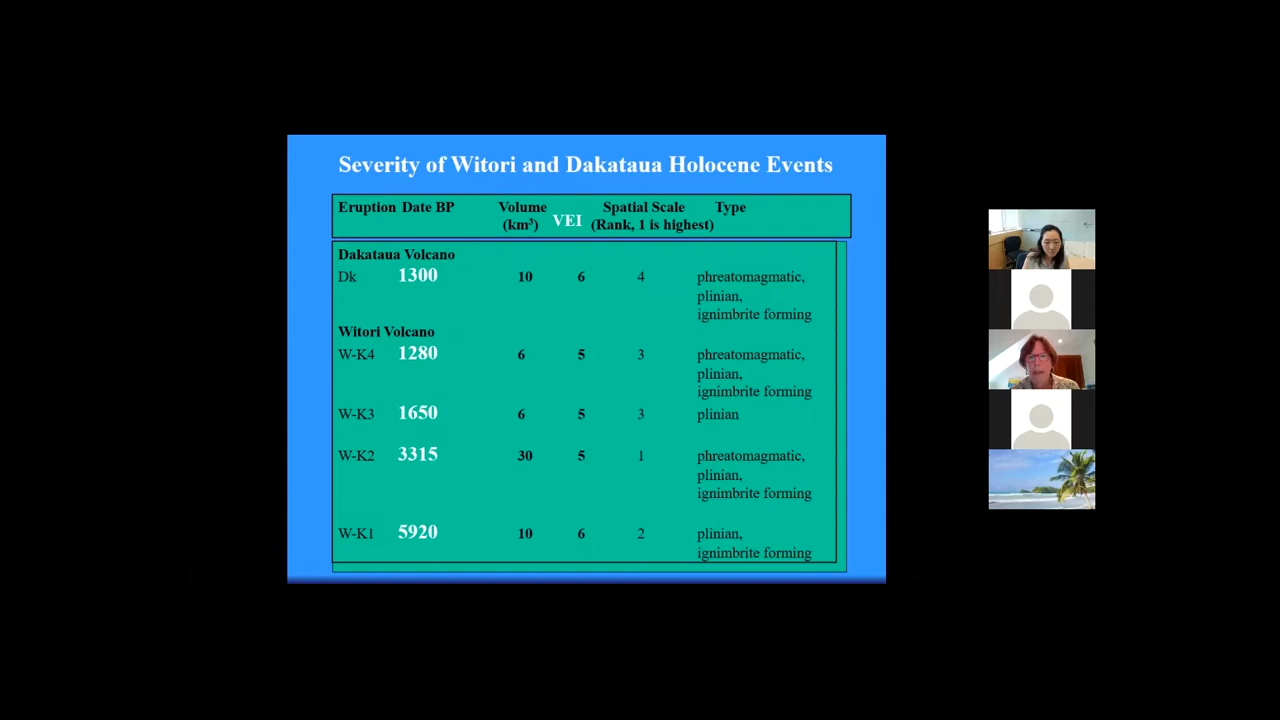 Severity of Witori and Dakataua Holocene Events
Eruption Date BP Volume (km³) VEI Spatial Scale (Rank, 1 is highest) Type
Dakataua Volcano
Dk 1300 10 6 4 phreatomagmatic,
plinian,
ignimbrite forming
Witori Volcano
W-K4 1280 6 5 3 phreatomagmatic,
plinian,
ignimbrite forming
W-K3 1650 6 5 3 plinian
W-K2 3315 30 5 1 phreatomagmatic,
plinian,
ignimbrite forming
W-K1 5920 10 6 2 plinian,
ignimbrite forming